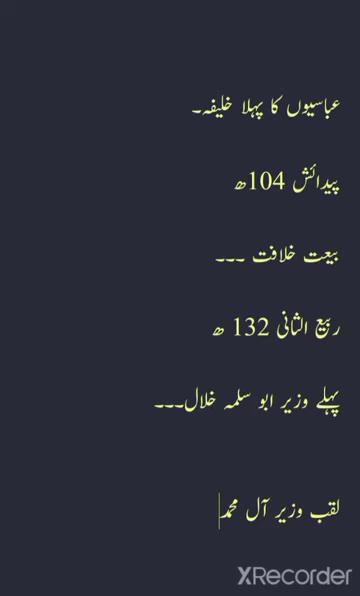 عباسیوں کا پہلا خلیفہ۔
پیدائش 104ھ
بیعت خلافت ۔۔۔
ربیع الثانی 132 ھ
پہلے وزیر ابو سلمہ خلال۔۔۔
لقب وزیر آل محمد
XRecorder